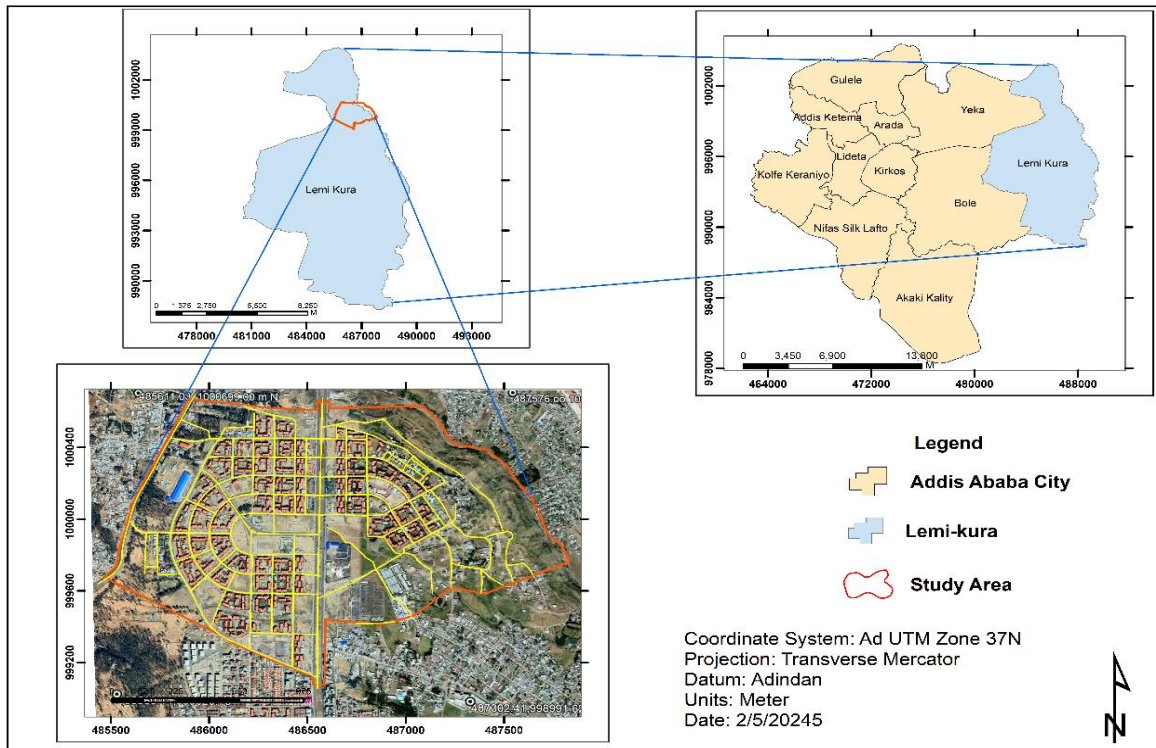 1002000
999000
996000
993000
990000
Lemi Kura
0 1,375 2,750 5,500 8,250
M
478000 481000 484000 487000 490000 493000
1002000
996000
990000
984000
978000
Gulele
Yeka
Addis Ketema
Arada
Lideta
Lemi Kura
Kolfe Keraniyo
Kirkos
Bole
Nifas Silk Lafto
Akaki Kality
0 3,450 6,900 13,800
M
464000 472000 480000 488000
1000400
1000000
999600
999200
485500 486000 486500 487000 487500
Legend
Addis Ababa City
Lemi-kura
Study Area
Coordinate System: Ad UTM Zone 37N
Projection: Transverse Mercator
Datum: Adindan
Units: Meter
Date: 2/5/20245
N